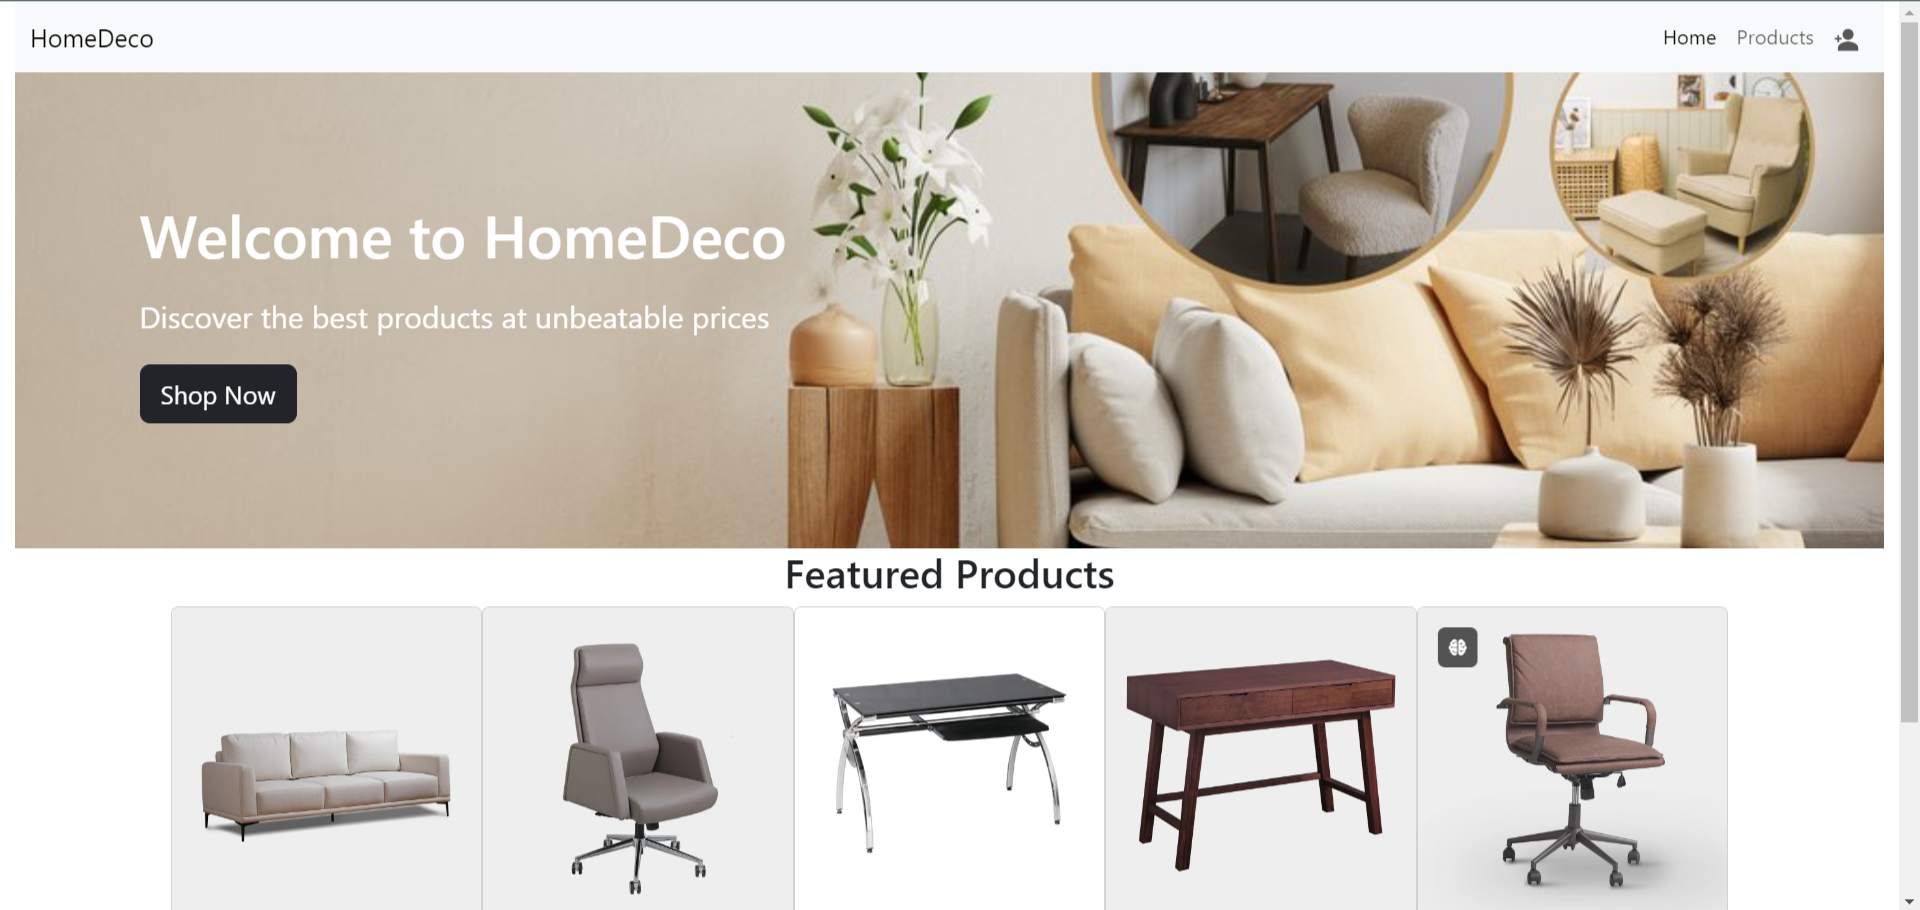 HomeDeco
Home Products
Welcome to HomeDeco
Discover the best products at unbeatable prices
Shop Now
Featured Products